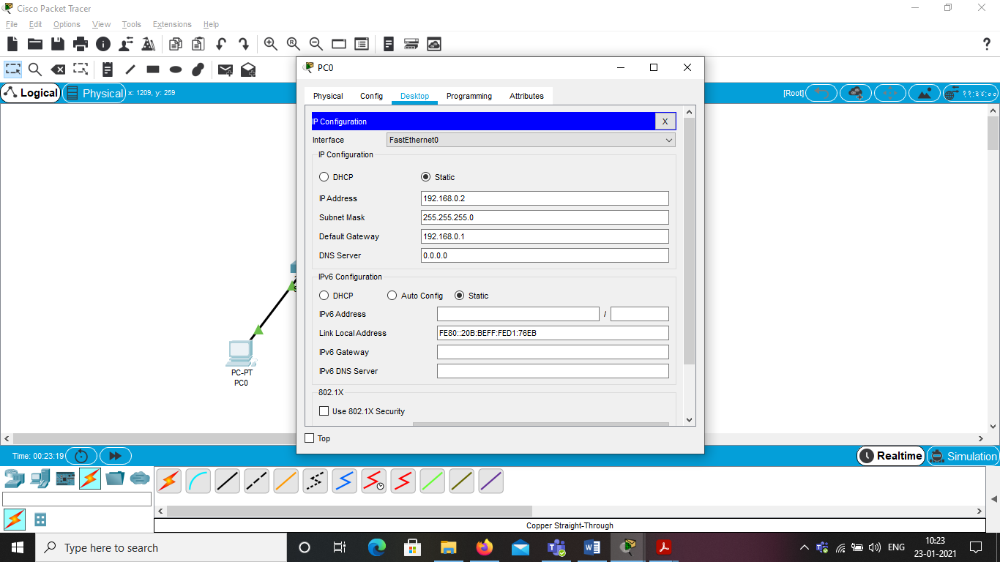 Cisco Packet Tracer
File Edit Options View Tools Extensions Help
PC0
Logical Physical x: 1209, y: 259
[Root] ११:३४:००
Physical Config Desktop Programming Attributes
IP Configuration X
Interface FastEthernet0
IP Configuration
DHCP Static
IP Address 192.168.0.2
Subnet Mask 255.255.255.0
Default Gateway 192.168.0.1
DNS Server 0.0.0.0
IPv6 Configuration
DHCP Auto Config Static
IPv6 Address /
Link Local Address FE80::20B:BEFF:FED1:76EB
IPv6 Gateway
IPv6 DNS Server
802.1X
Use 802.1X Security
Top
PC-PT
PC0
Time: 00:23:19
Realtime Simulation
Copper Straight-Through
Type here to search
ENG
10:23
23-01-2021